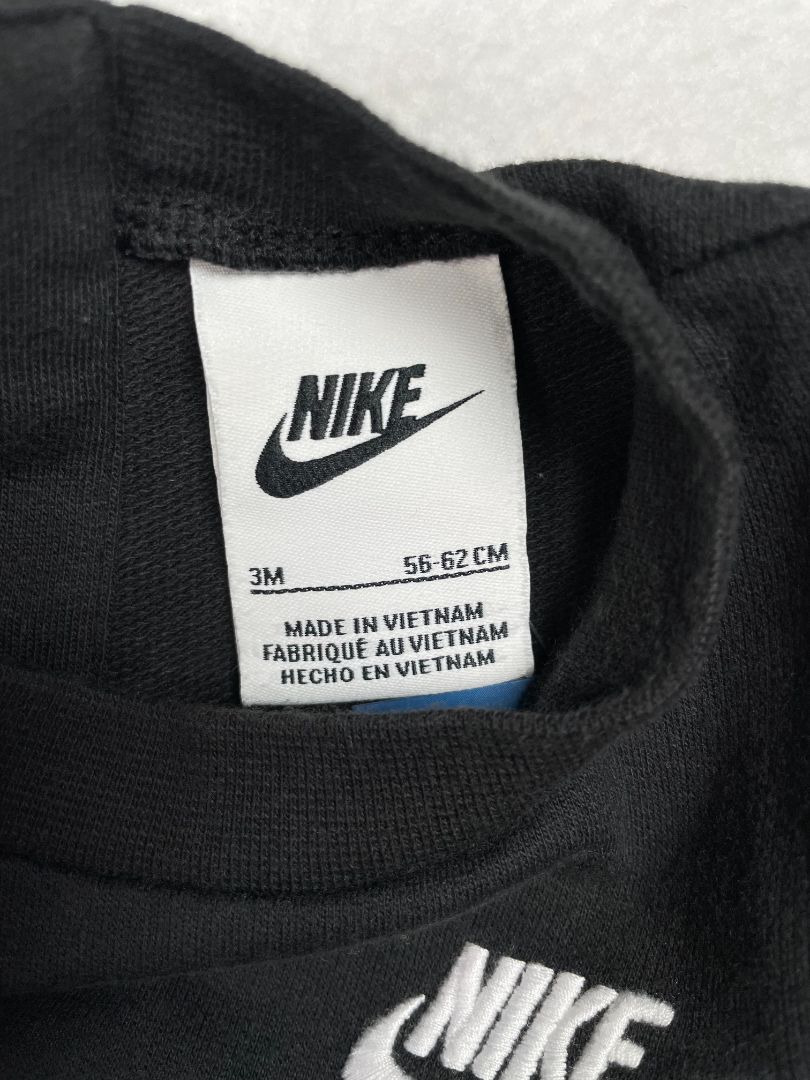 NIKE
3M 56-62 CM
MADE IN VIETNAM
FABRIQUÉ AU VIETNAM
HECHO EN VIETNAM
NIKE